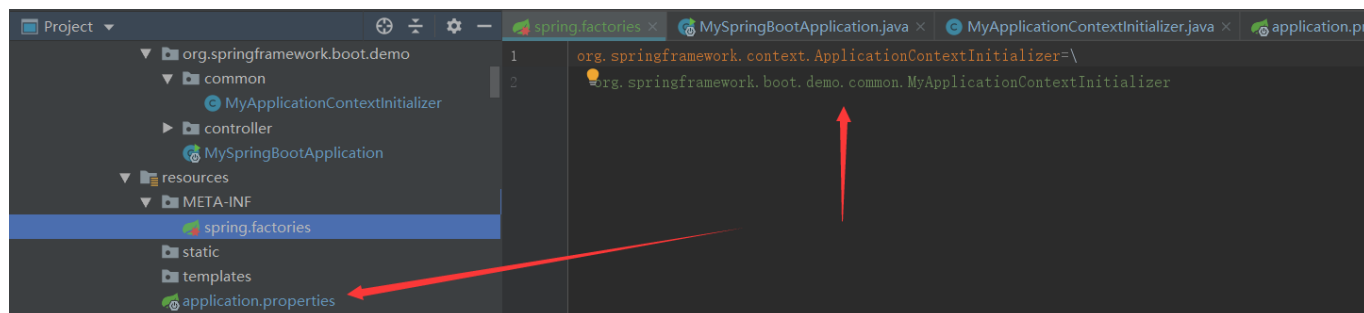 Project
spring.factories
MySpringBootApplication.java
MyApplicationContextInitializer.java
application.p
org.springframework.boot.demo
common
MyApplicationContextInitializer
controller
MySpringBootApplication
resources
META-INF
spring.factories
static
templates
application.properties
1
org.springframework.context.ApplicationContextInitializer=\
2
org.springframework.boot.demo.common.MyApplicationContextInitializer